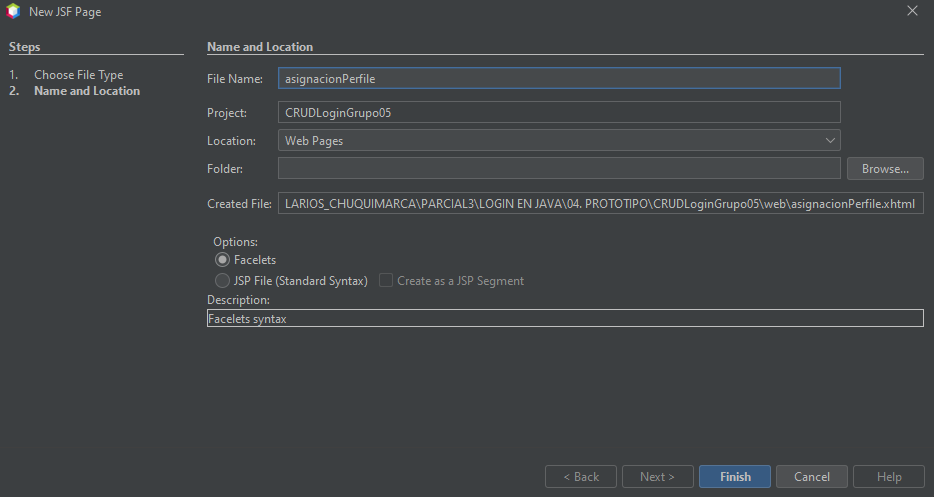 New JSF Page
Steps
1. Choose File Type
2. Name and Location
Name and Location
File Name: asignacionPerfile
Project: CRUDLoginGrupo05
Location: Web Pages
Folder: Browse...
Created File: LARIOS_CHUQUIMARCA\PARCIAL3\LOGIN EN JAVA\04. PROTOTIPO\CRUDLoginGrupo05\web\asignacionPerfile.xhtml
Options:
Facelets
JSP File (Standard Syntax) Create as a JSP Segment
Description:
Facelets syntax
< Back Next > Finish Cancel Help